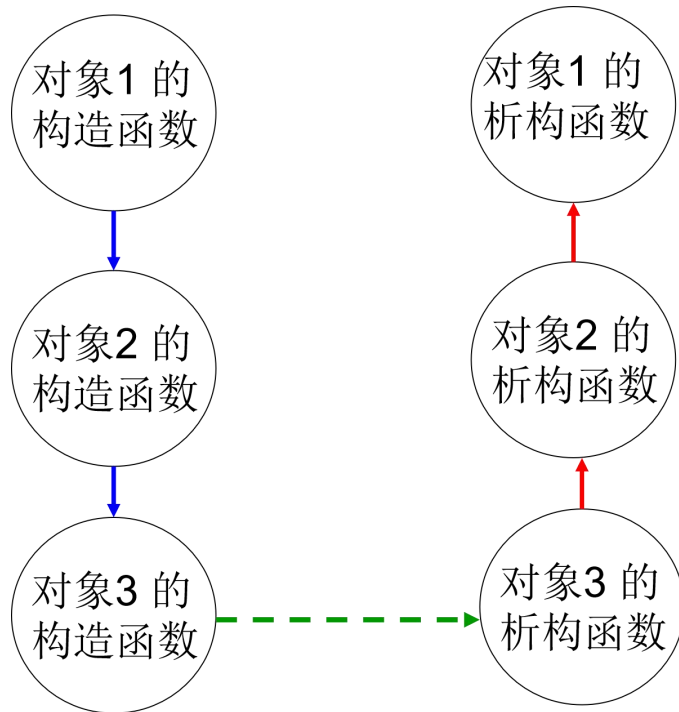 对象1 的
构造函数
对象2 的
构造函数
对象3 的
构造函数
对象3 的
析构函数
对象2 的
析构函数
对象1 的
析构函数